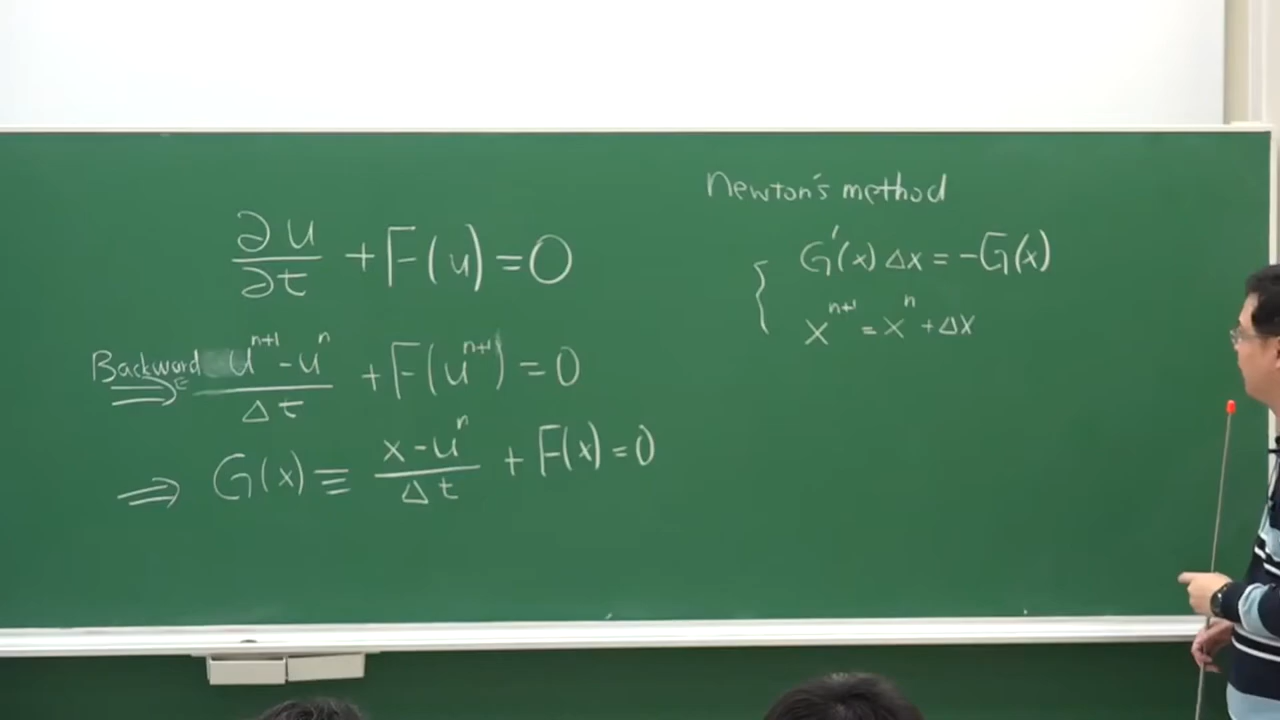 ∂u/∂t + F(u) = 0
Backward E ⇒ (u^{n+1} - u^n)/Δt + F(u^{n+1}) = 0
⇒ G(x) ≡ (x - u^n)/Δt + F(x) = 0
Newton's method
{ G'(x) Δx = -G(x)
x^{n+1} = x^n + Δx